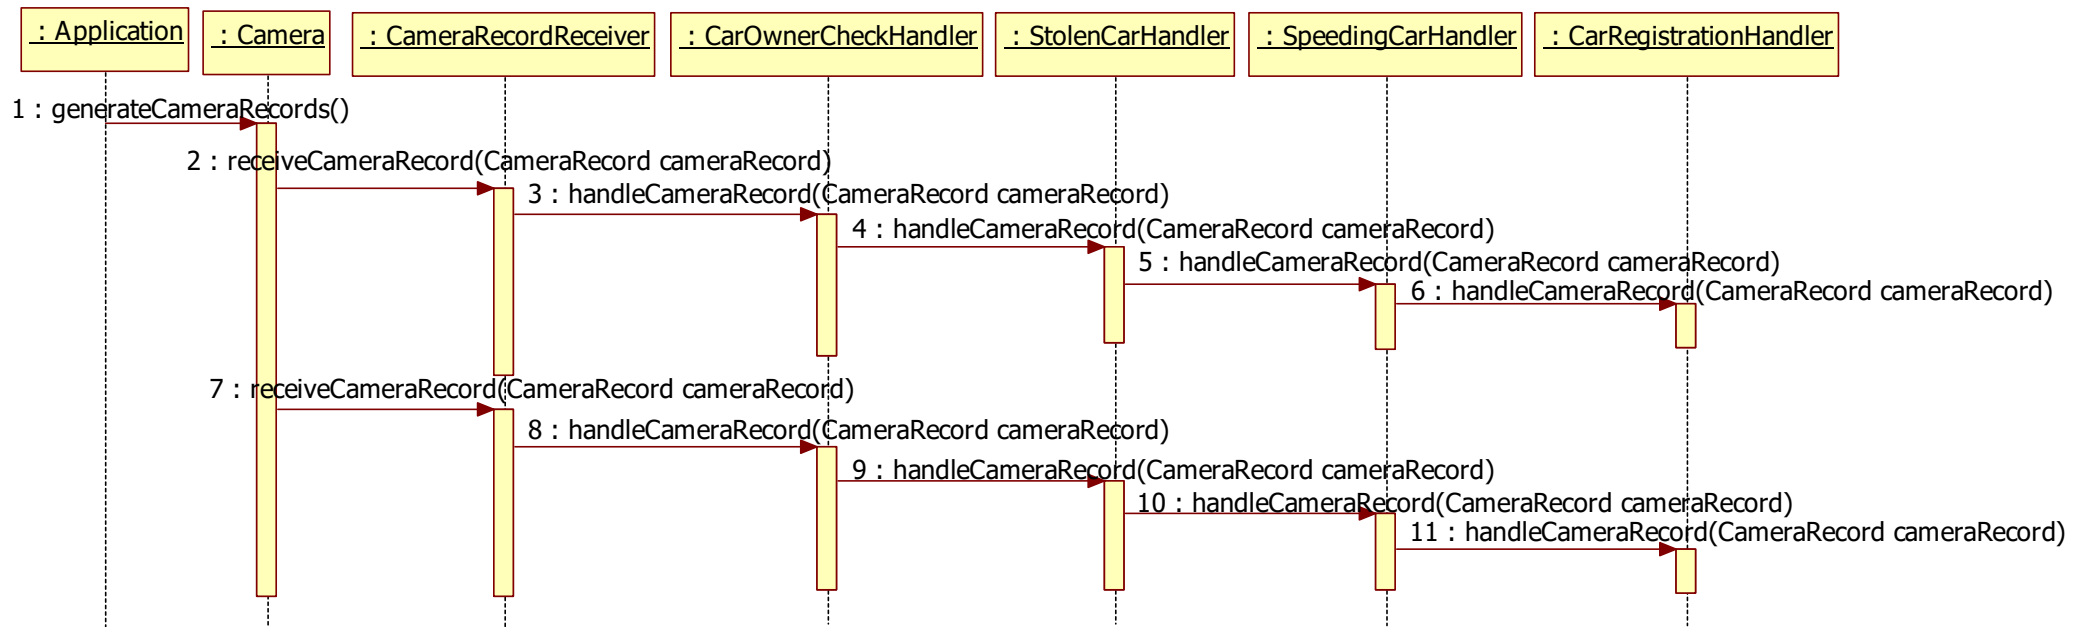 : Application
: Camera
: CameraRecordReceiver
: CarOwnerCheckHandler
: StolenCarHandler
: SpeedingCarHandler
: CarRegistrationHandler
1 : generateCameraRecords()
2 : receiveCameraRecord(CameraRecord cameraRecord)
3 : handleCameraRecord(CameraRecord cameraRecord)
4 : handleCameraRecord(CameraRecord cameraRecord)
5 : handleCameraRecord(CameraRecord cameraRecord)
6 : handleCameraRecord(CameraRecord cameraRecord)
7 : receiveCameraRecord(CameraRecord cameraRecord)
8 : handleCameraRecord(CameraRecord cameraRecord)
9 : handleCameraRecord(CameraRecord cameraRecord)
10 : handleCameraRecord(CameraRecord cameraRecord)
11 : handleCameraRecord(CameraRecord cameraRecord)